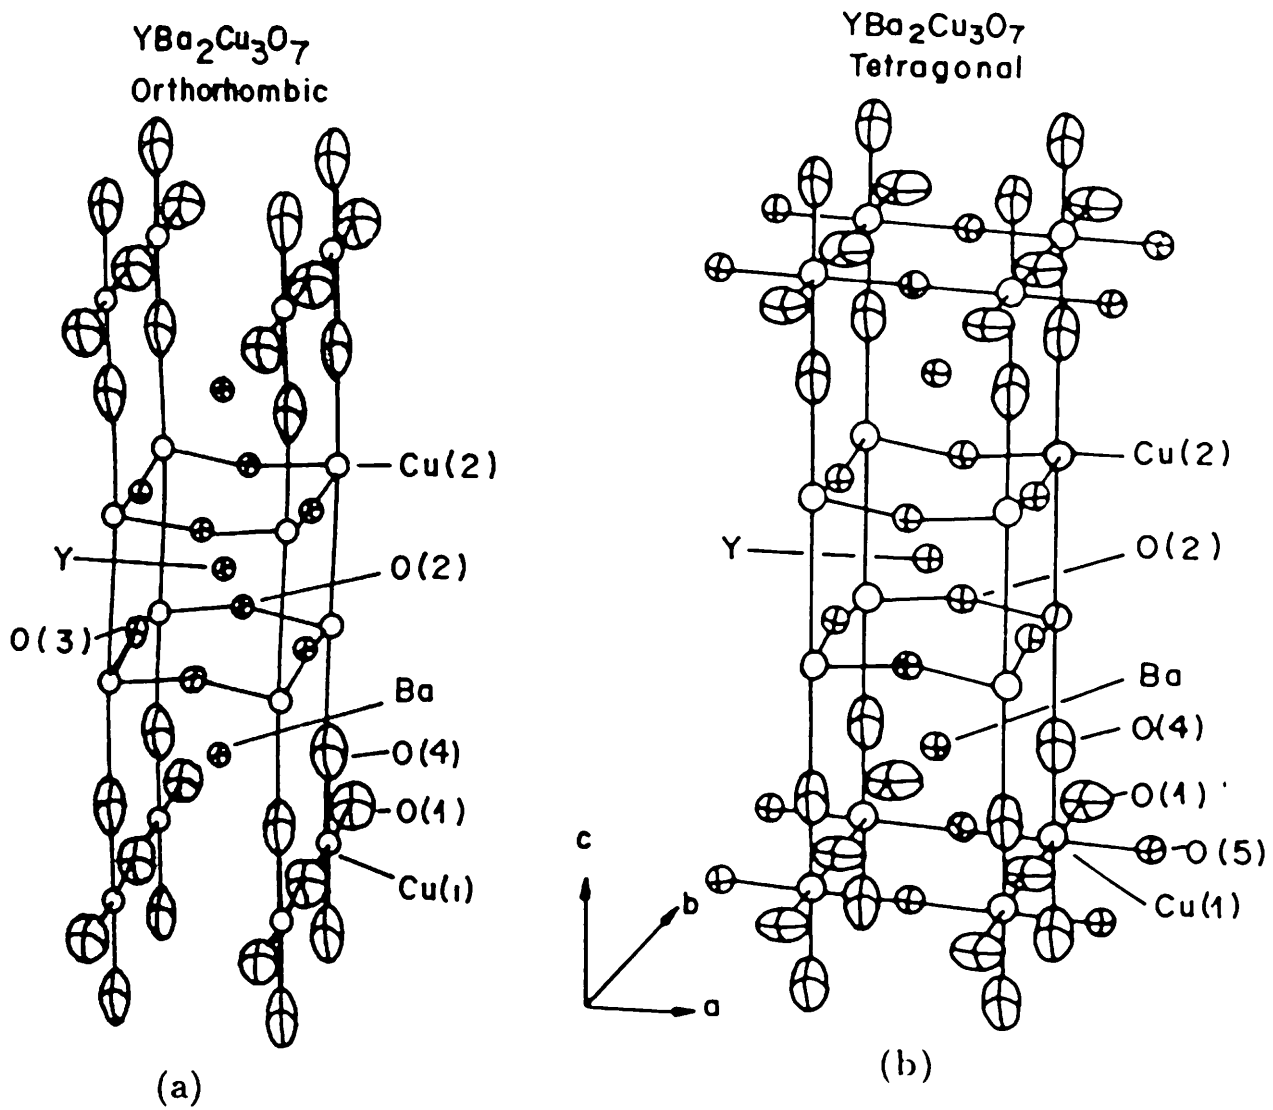 YBa₂Cu₃O₇
Orthorhombic
Cu(2)
Y
O(2)
O(3)
Ba
O(4)
O(1)
Cu(1)
(a)
c
b
a
YBa₂Cu₃O₇
Tetragonal
Cu(2)
Y
O(2)
Ba
O(4)
O(1)
O(5)
Cu(1)
(b)